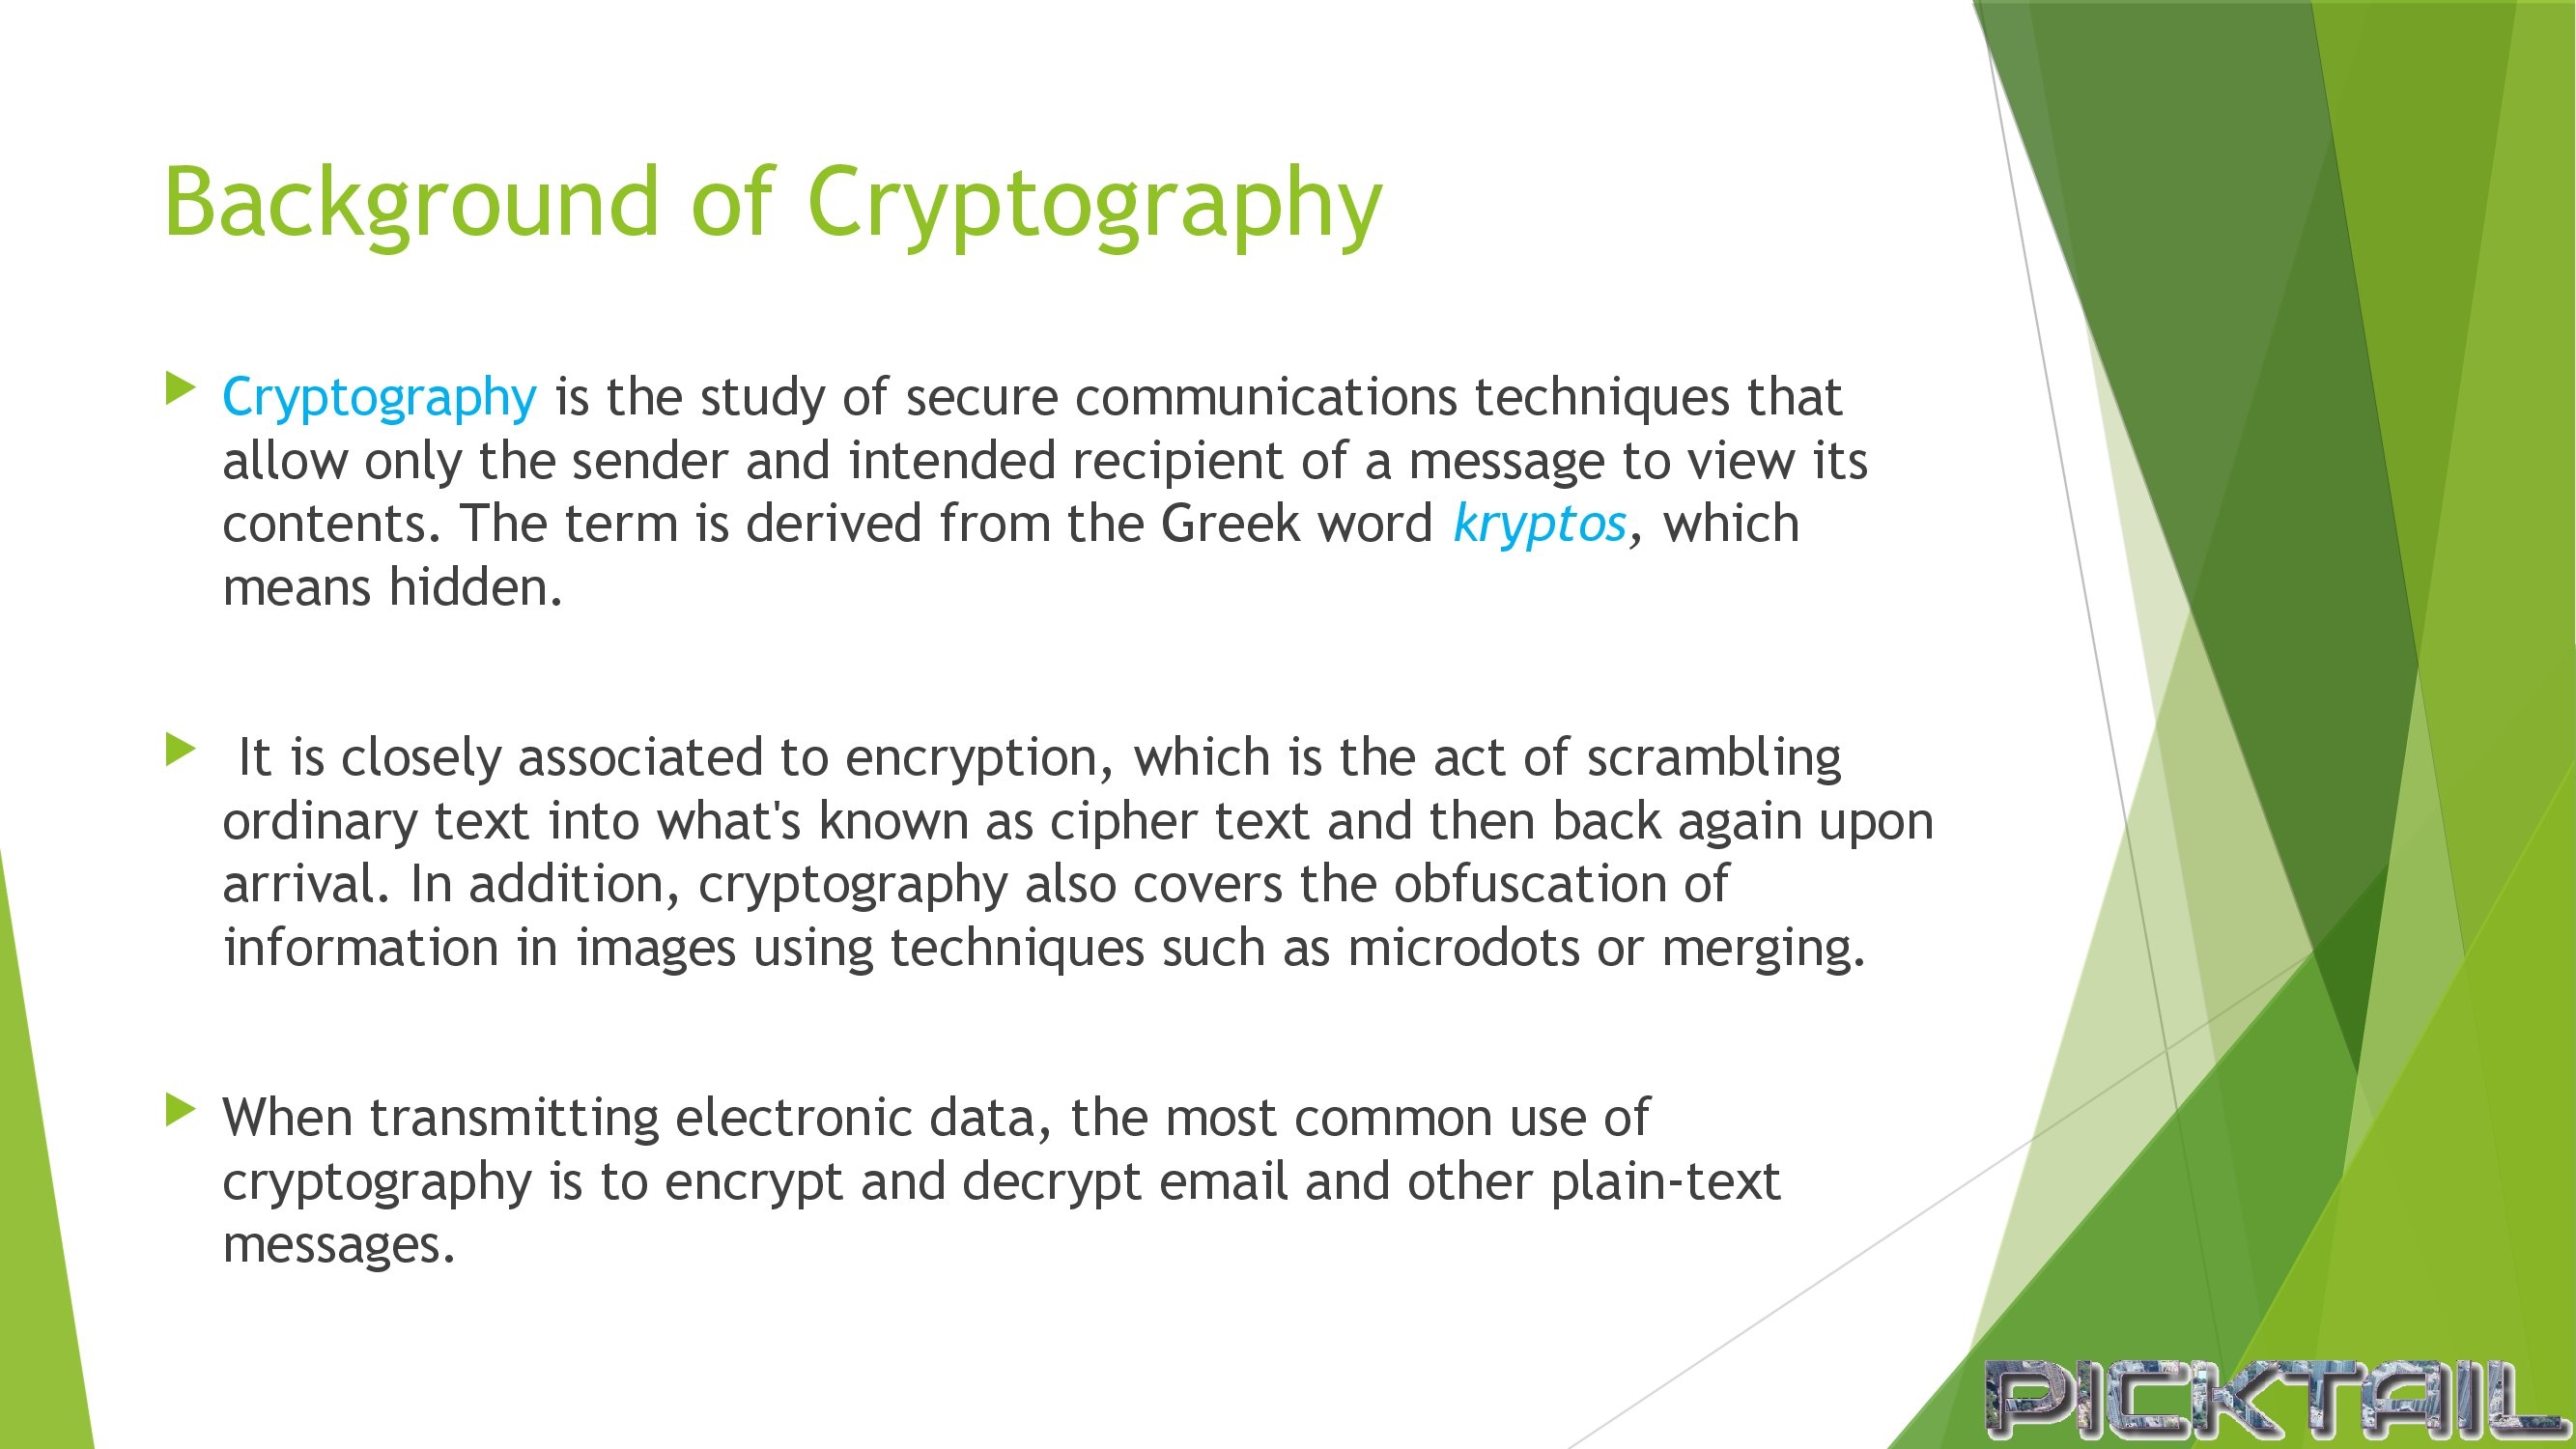 Background of Cryptography
Cryptography is the study of secure communications techniques that
allow only the sender and intended recipient of a message to view its
contents. The term is derived from the Greek word kryptos, which
means hidden.
It is closely associated to encryption, which is the act of scrambling
ordinary text into what's known as cipher text and then back again upon
arrival. In addition, cryptography also covers the obfuscation of
information in images using techniques such as microdots or merging.
When transmitting electronic data, the most common use of
cryptography is to encrypt and decrypt email and other plain-text
messages.
PICKTAIL